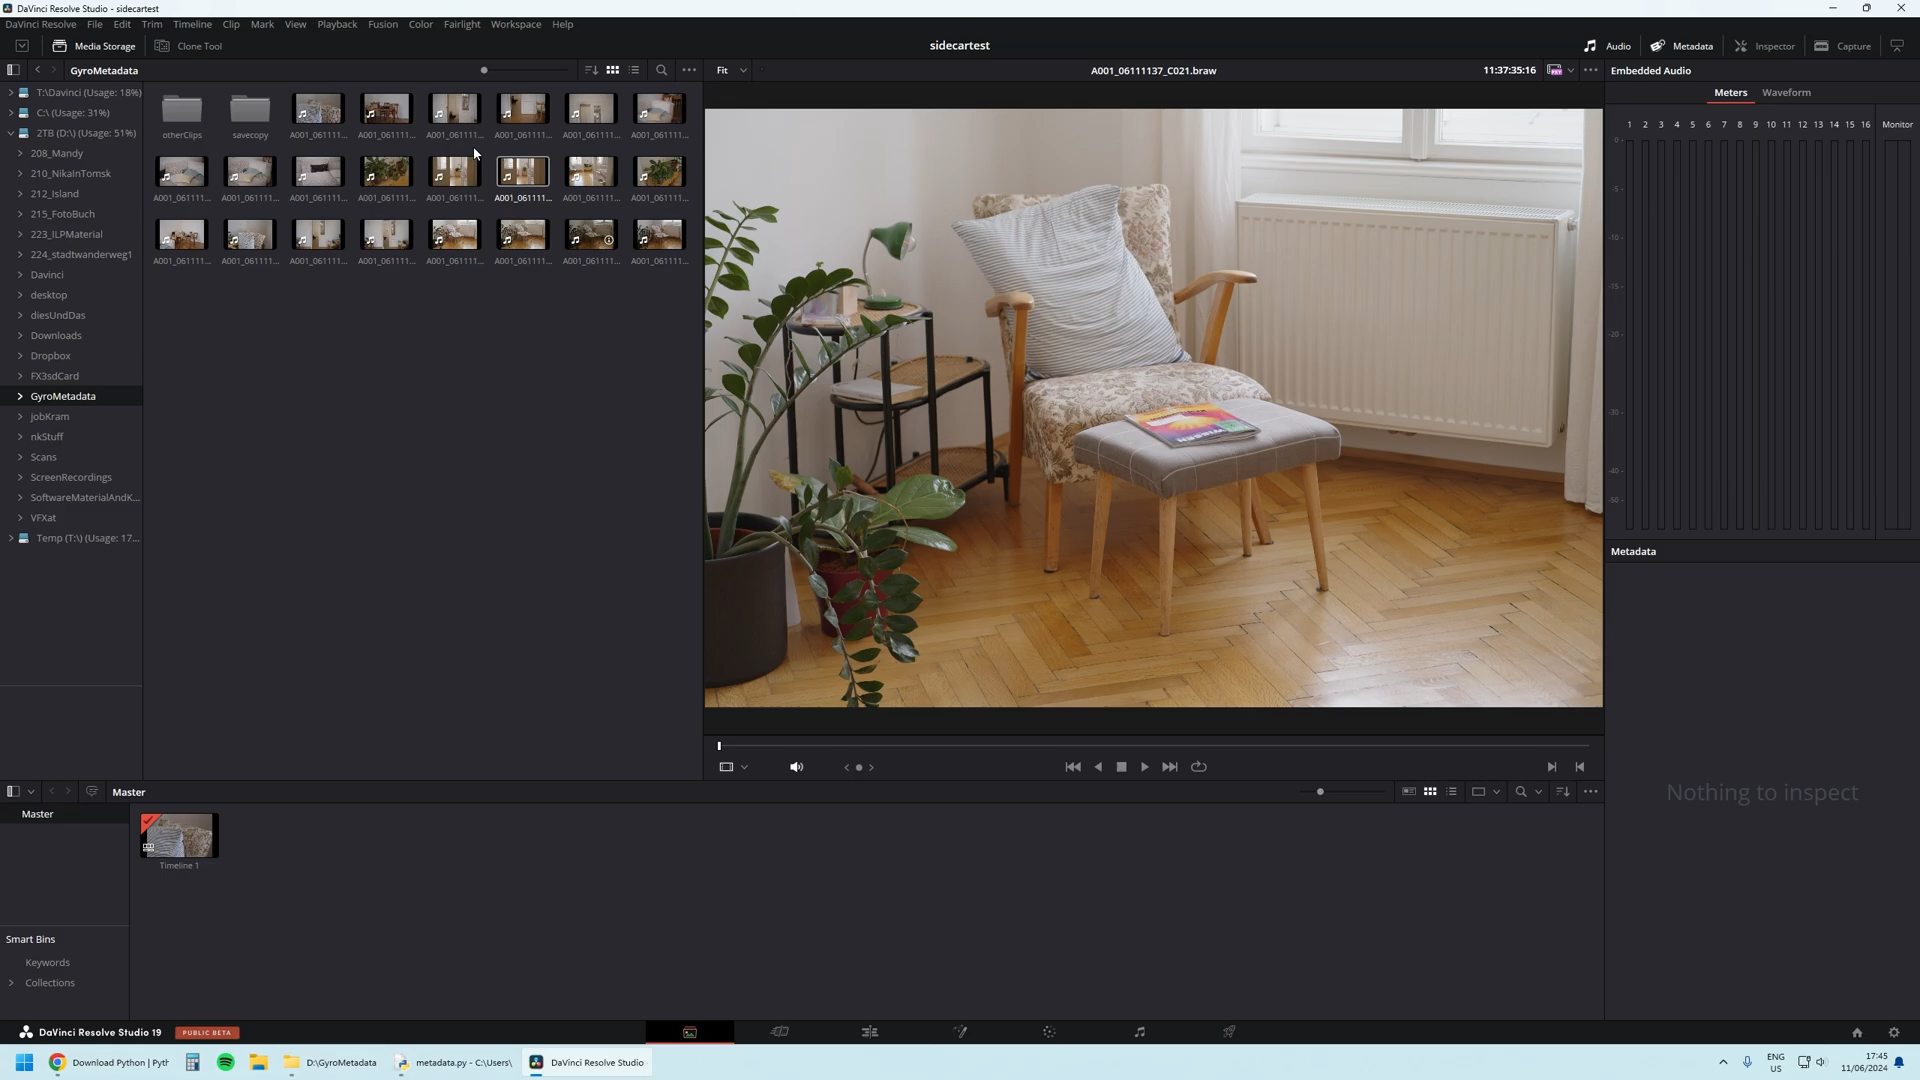 DaVinci Resolve Studio - sidecartest
DaVinci Resolve File Edit Trim Timeline Clip Mark View Playback Fusion Color Fairlight Workspace Help
Media Storage Clone Tool sidecartest Audio Metadata Inspector Capture
GyroMetadata Fit A001_06111137_C021.braw 11:37:35:16 Embedded Audio
Meters Waveform
1 2 3 4 5 6 7 8 9 10 11 12 13 14 15 16 Monitor
0
-5
-10
-15
-20
-30
-40
-50
T:\Davinci (Usage: 18%)
C:\ (Usage: 31%)
2TB (D:\) (Usage: 51%)
208_Mandy
210_NikaInTomsk
212_Island
215_FotoBuch
223_ILPMaterial
224_stadtwanderweg1
Davinci
desktop
diesUndDas
Downloads
Dropbox
FX3sdCard
GyroMetadata
jobKram
nkStuff
Scans
ScreenRecordings
SoftwareMaterialAndK...
VFXat
Temp (T:\) (Usage: 17...
otherClips savecopy A001_061111... A001_061111... A001_061111... A001_061111... A001_061111... A001_061111...
A001_061111... A001_061111... A001_061111... A001_061111... A001_061111... A001_061111... A001_061111... A001_061111...
A001_061111... A001_061111... A001_061111... A001_061111... A001_061111... A001_061111... A001_061111... A001_061111...
Metadata
Nothing to inspect
Master
Master
Timeline 1
Smart Bins
Keywords
Collections
DaVinci Resolve Studio 19 PUBLIC BETA
Download Python | Pyth D:\GyroMetadata metadata.py - C:\Users\ DaVinci Resolve Studio
ENG
US
17:45
11/06/2024